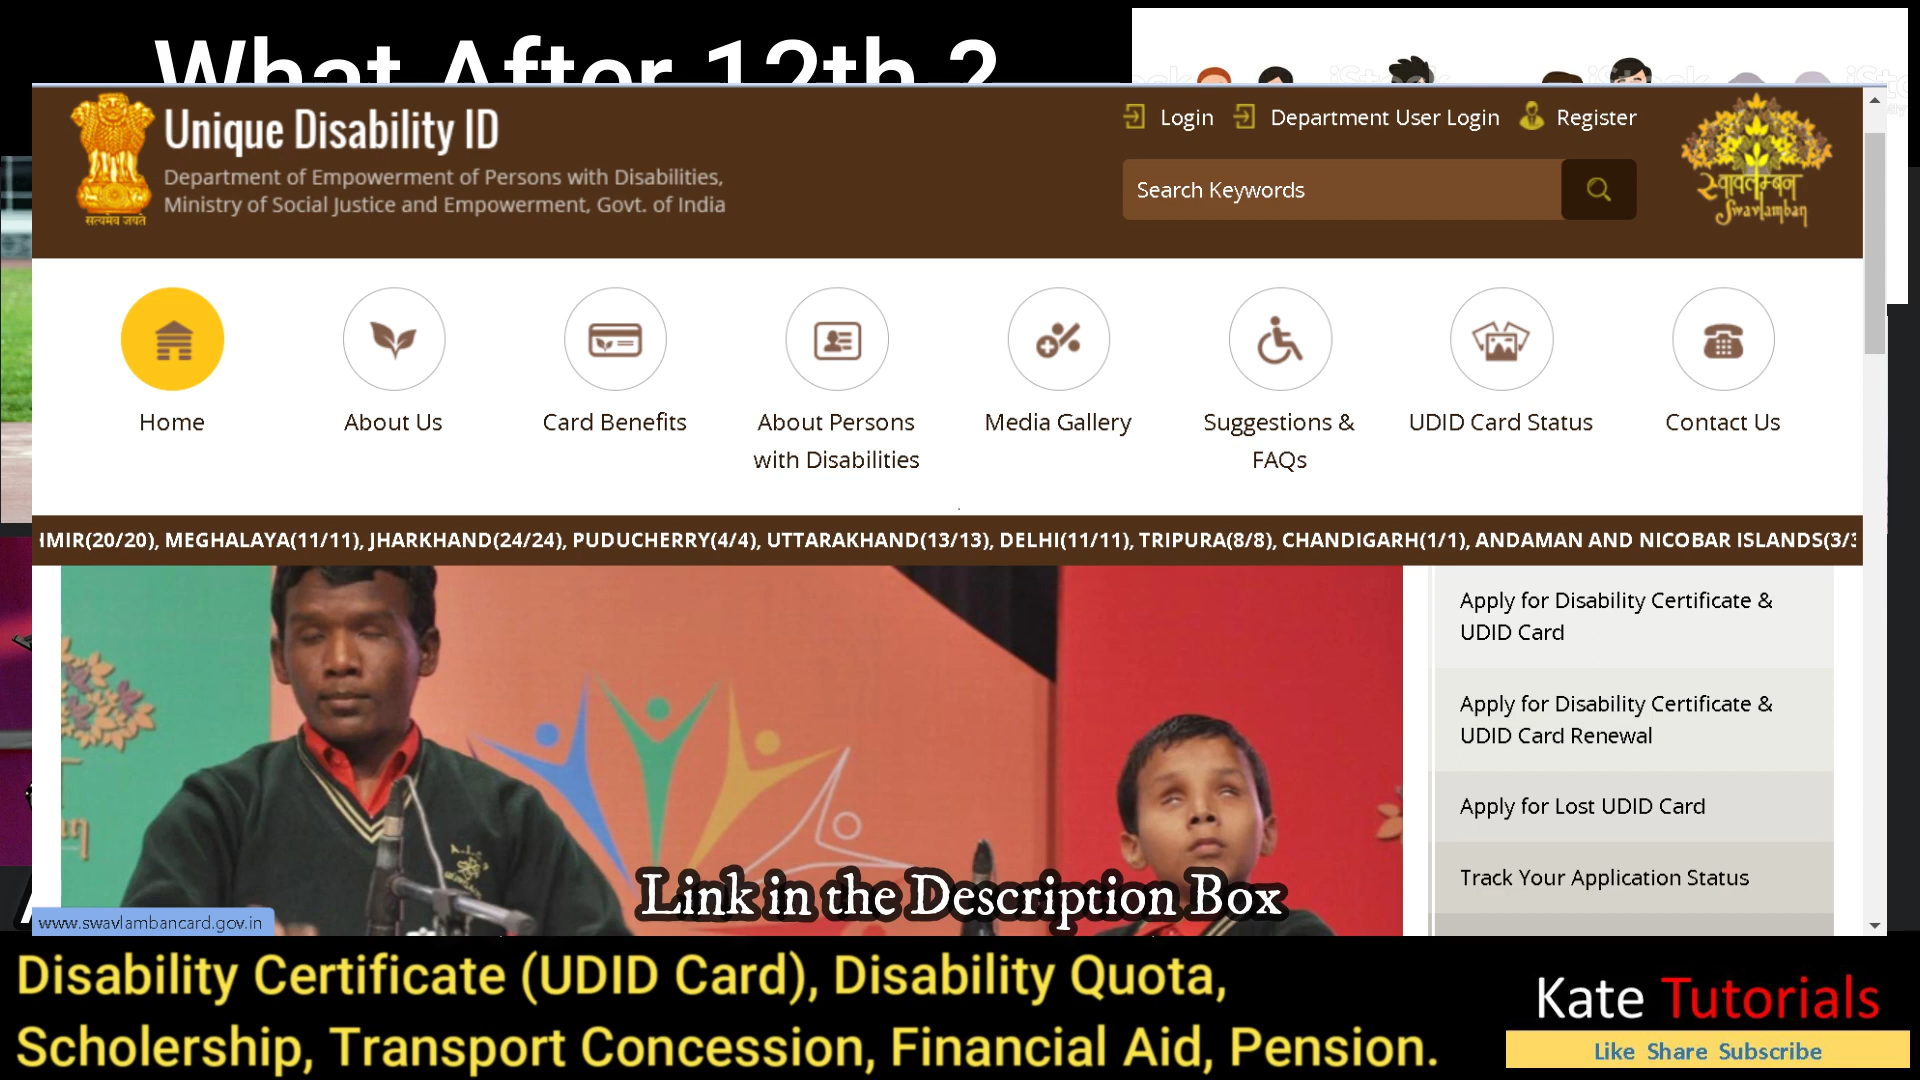 What After 12th ?
Unique Disability ID
Department of Empowerment of Persons with Disabilities,
Ministry of Social Justice and Empowerment, Govt. of India
सत्यमेव जयते
Login
Department User Login
Register
Search Keywords
स्वावलम्बन
Swavlamban
Home
About Us
Card Benefits
About Persons
with Disabilities
Media Gallery
Suggestions &
FAQs
UDID Card Status
Contact Us
MEGHALAYA(11/11), JHARKHAND(24/24), PUDUCHERRY(4/4), UTTARAKHAND(13/13), DELHI(11/11), TRIPURA(8/8), CHANDIGARH(1/1), ANDAMAN AND NICOBAR ISLANDS(3/3
Apply for Disability Certificate &
UDID Card
Apply for Disability Certificate &
UDID Card Renewal
Apply for Lost UDID Card
Track Your Application Status
Link in the Description Box
www.swavlambancard.gov.in
Disability Certificate (UDID Card), Disability Quota,
Scholership, Transport Concession, Financial Aid, Pension.
Kate Tutorials
Like Share Subscribe